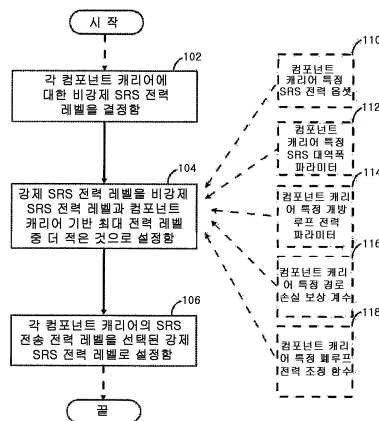 시 작
102
각 컴포넌트 캐리어에
대한 비강제 SRS 전력
레벨을 결정함
104
강제 SRS 전력 레벨을 비강제
SRS 전력 레벨과 컴포넌트
캐리어 기반 최대 전력 레벨
중 더 적은 것으로 설정함
106
각 컴포넌트 캐리어의 SRS
전송 전력 레벨을 선택된 강제
SRS 전력 레벨로 설정함
끝
110
컴포넌트
캐리어 특정
SRS 전력 옵셋
112
컴포넌트
캐리어 특정
SRS 대역폭
파라미터
114
컴포넌트 캐리
어 특정 개방
루프 전력
파라미터
116
컴포넌트 캐리
어 특정 경로
손실 보상 계수
118
컴포넌트 캐리
어 특정 폐루프
전력 조정 함수